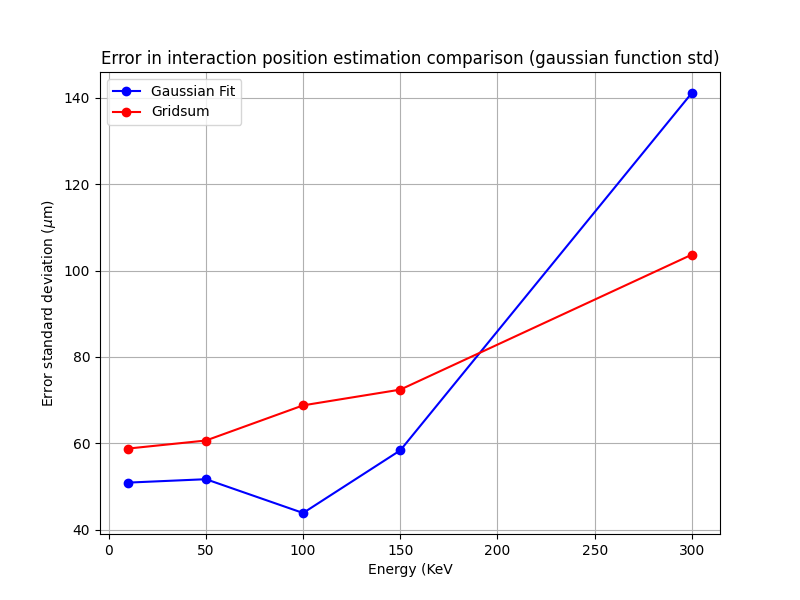 Error in interaction position estimation comparison (gaussian function std)
Gaussian Fit
Gridsum
Error standard deviation (μm)
140
120
100
80
60
40
0 50 100 150 200 250 300
Energy (KeV